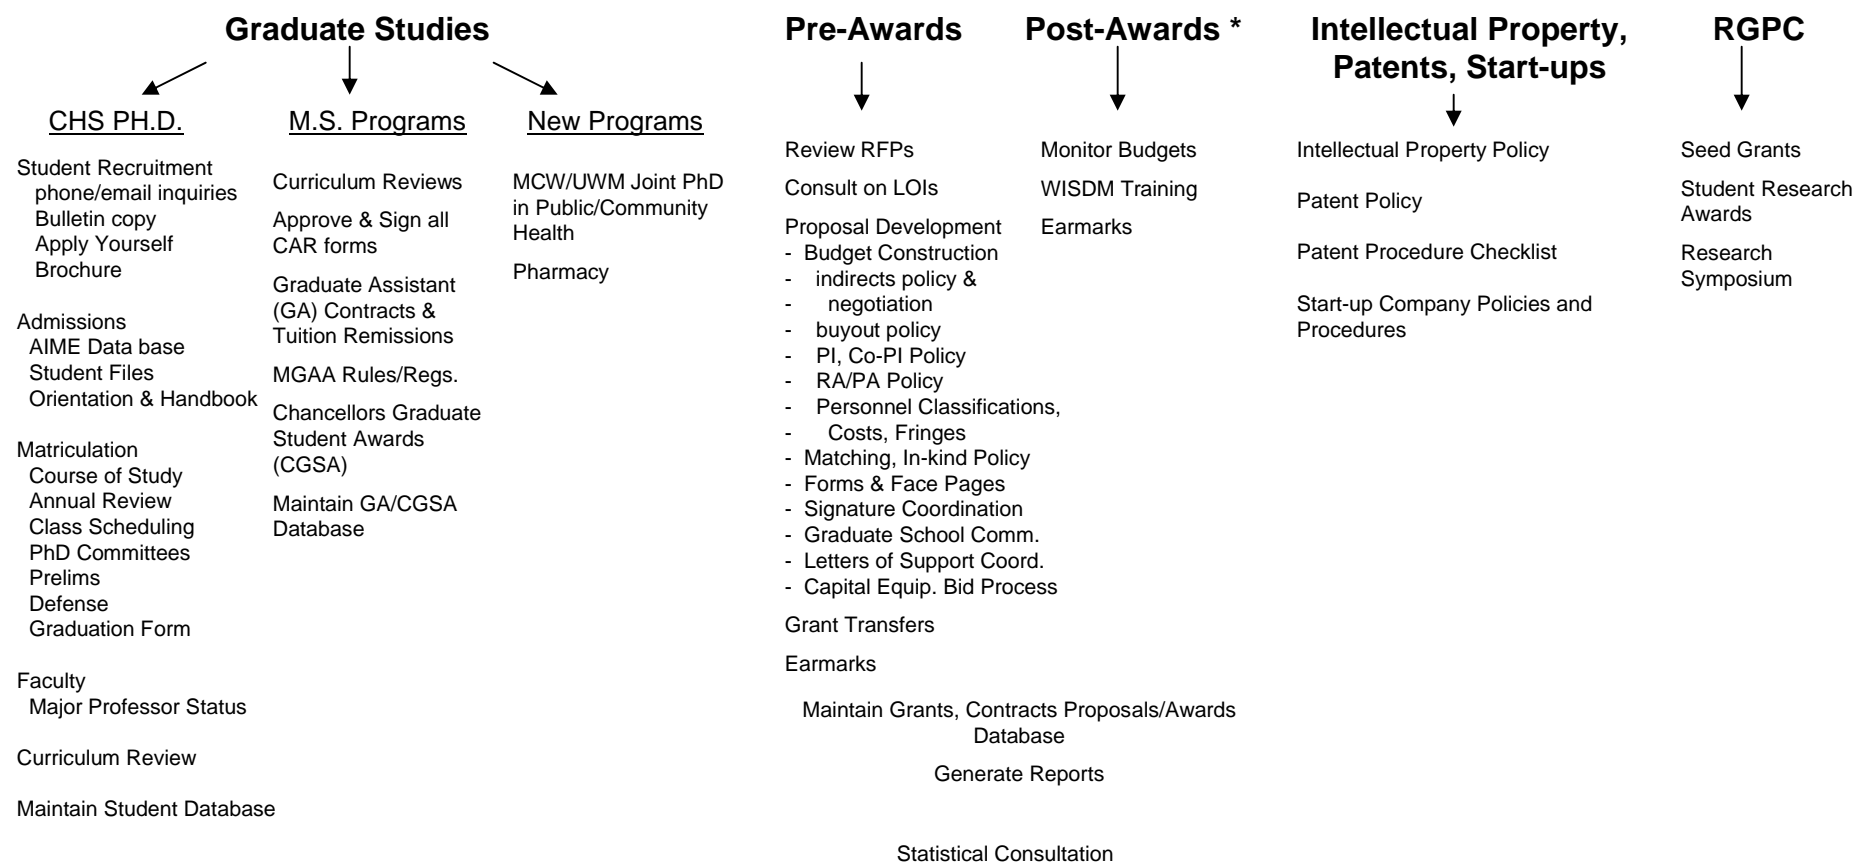 Graduate Studies
CHS PH.D.
Student Recruitment
phone/email inquiries
Bulletin copy
Apply Yourself
Brochure
Admissions
AIME Data base
Student Files
Orientation & Handbook
Matriculation
Course of Study
Annual Review
Class Scheduling
PhD Committees
Prelims
Defense
Graduation Form
Faculty
Major Professor Status
Curriculum Review
Maintain Student Database
M.S. Programs
Curriculum Reviews
Approve & Sign all
CAR forms
Graduate Assistant
(GA) Contracts &
Tuition Remissions
MGAA Rules/Regs.
Chancellors Graduate
Student Awards
(CGSA)
Maintain GA/CGSA
Database
New Programs
MCW/UWM Joint PhD
in Public/Community
Health
Pharmacy
Pre-Awards
Review RFPs
Consult on LOIs
Proposal Development
- Budget Construction
- indirects policy &
- negotiation
- buyout policy
- PI, Co-PI Policy
- RA/PA Policy
- Personnel Classifications,
- Costs, Fringes
- Matching, In-kind Policy
- Forms & Face Pages
- Signature Coordination
- Graduate School Comm.
- Letters of Support Coord.
- Capital Equip. Bid Process
Grant Transfers
Earmarks
Post-Awards *
Monitor Budgets
WISDM Training
Earmarks
Maintain Grants, Contracts Proposals/Awards
Database
Generate Reports
Statistical Consultation
Intellectual Property,
Patents, Start-ups
Intellectual Property Policy
Patent Policy
Patent Procedure Checklist
Start-up Company Policies and
Procedures
RGPC
Seed Grants
Student Research
Awards
Research
Symposium